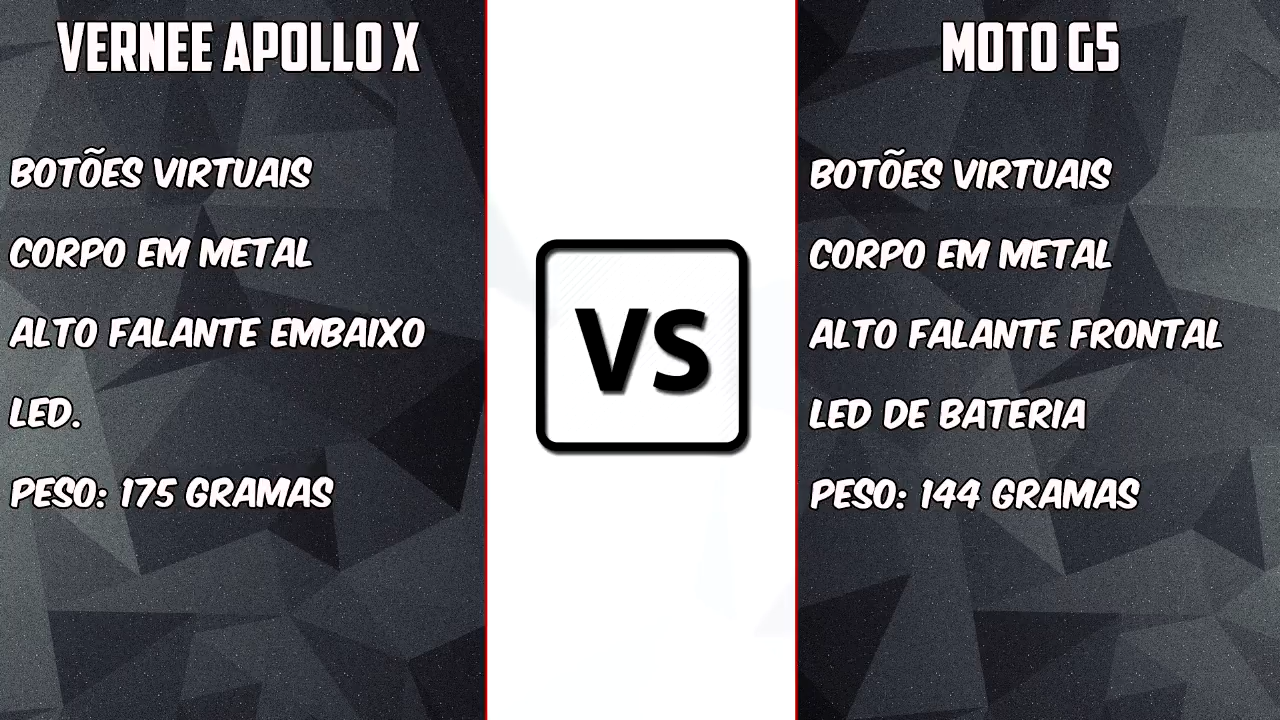 VERNEE APOLLO X
BOTÕES VIRTUAIS
CORPO EM METAL
ALTO FALANTE EMBAIXO
LED.
PESO: 175 GRAMAS
VS
MOTO G5
BOTÕES VIRTUAIS
CORPO EM METAL
ALTO FALANTE FRONTAL
LED DE BATERIA
PESO: 144 GRAMAS